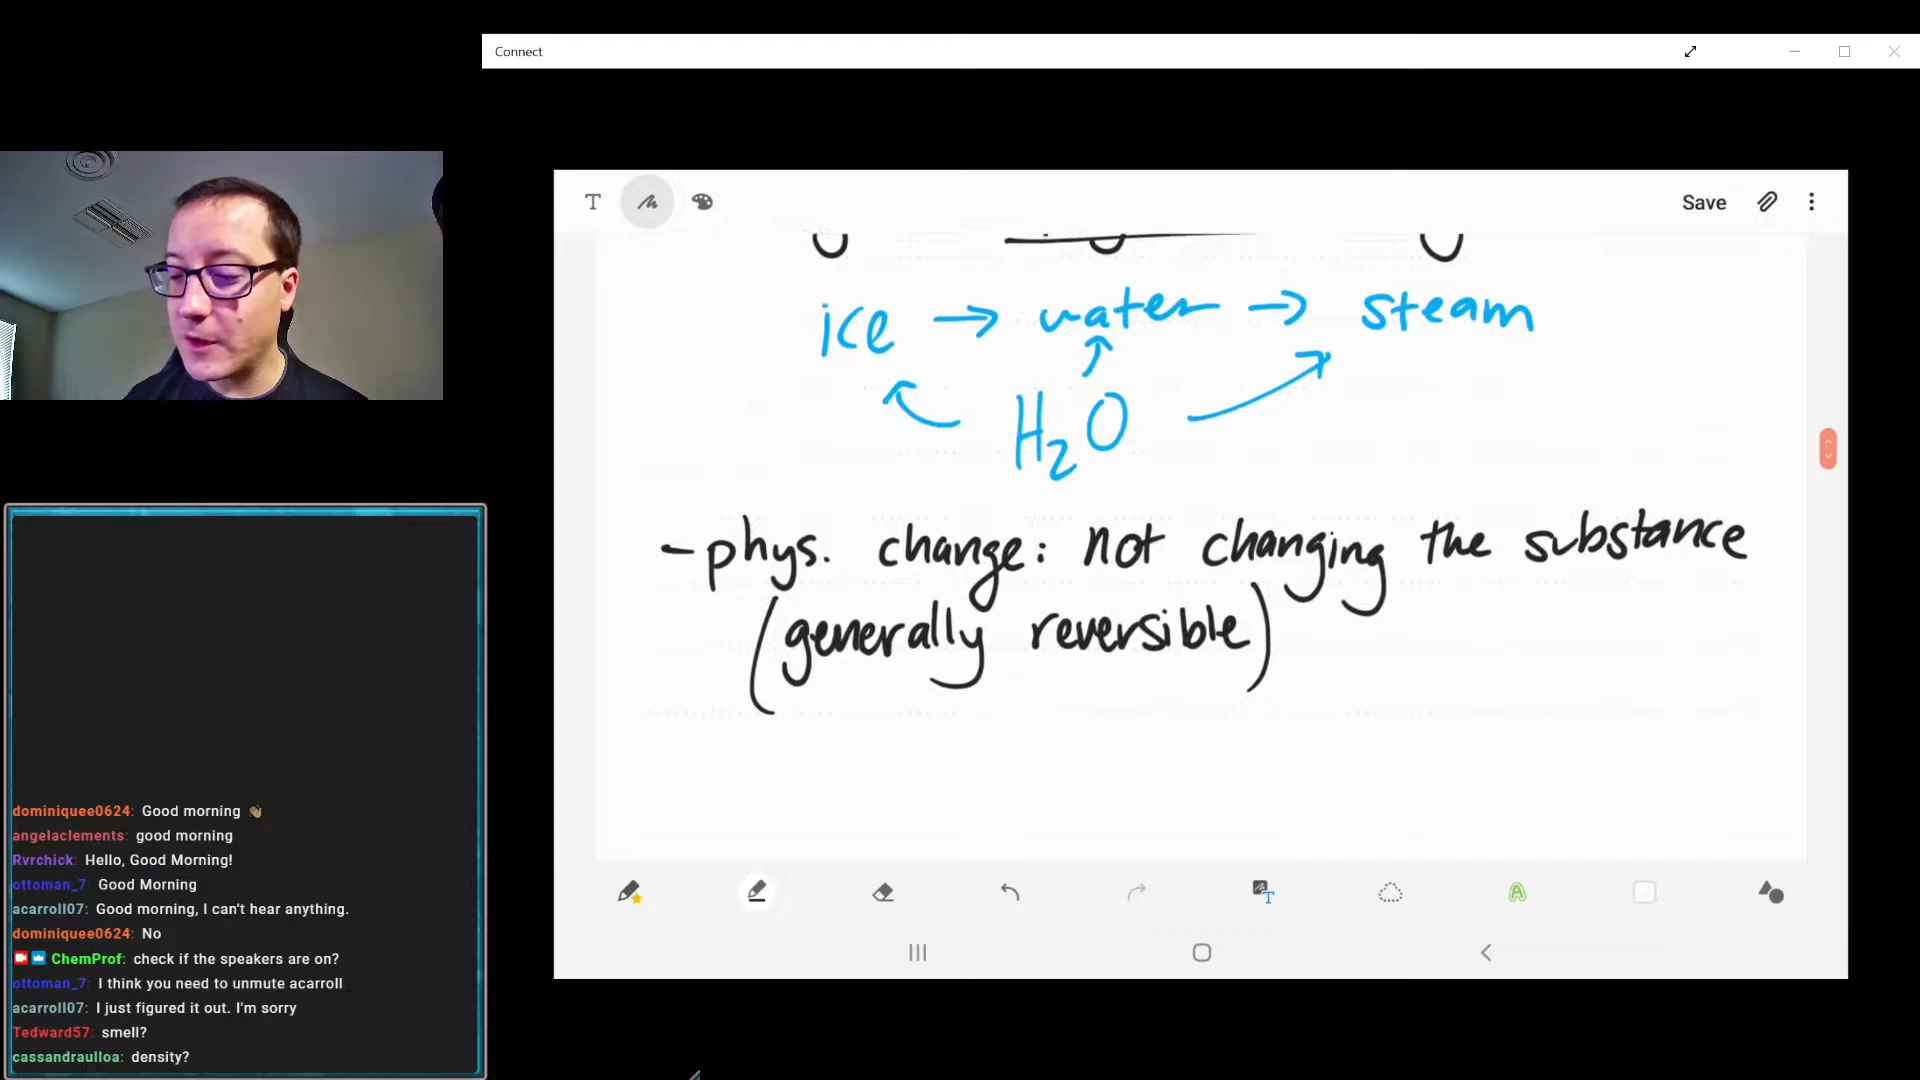 Connect
T
Save
ice → water → steam
H₂O
- phys. change: not changing the substance
(generally reversible)
dominiquee0624: Good morning 👋🏽
angelaclements: good morning
Rvrchick: Hello, Good Morning!
ottoman_7 Good Morning
acarroll07: Good morning, I can't hear anything.
dominiquee0624: No
ChemProf: check if the speakers are on?
ottoman_7: I think you need to unmute acarroll
acarroll07: I just figured it out. I'm sorry
Tedward57: smell?
cassandraulloa: density?